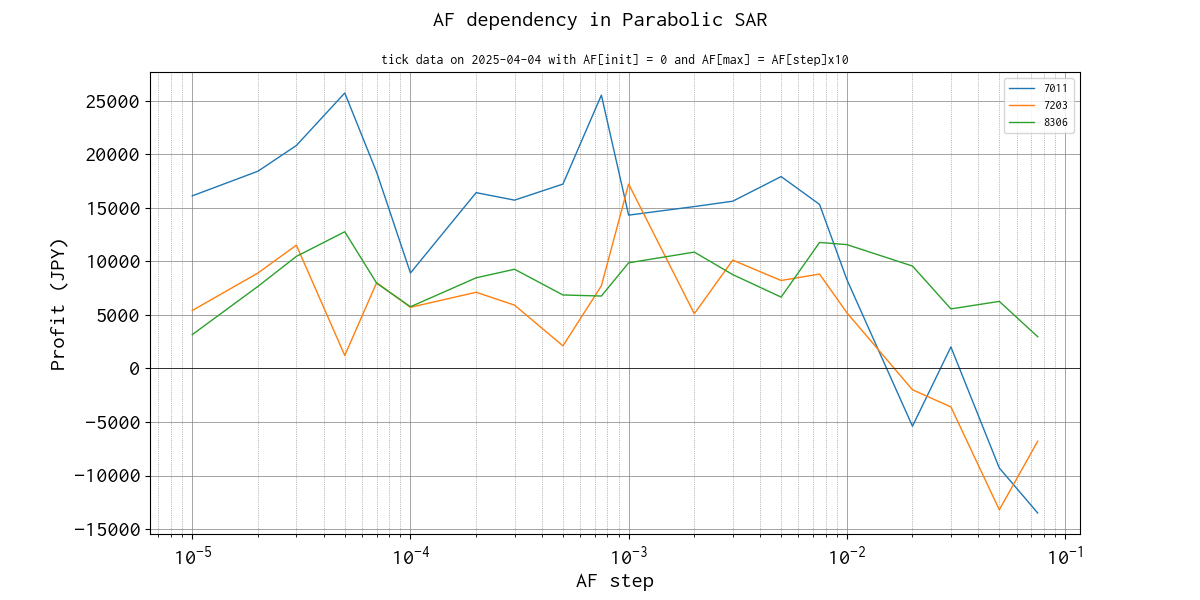 AF dependency in Parabolic SAR
tick data on 2025-04-04 with AF[init] = 0 and AF[max] = AF[step]x10
7011
7203
8306
Profit (JPY)
25000
20000
15000
10000
5000
0
−5000
−10000
−15000
10⁻⁵ 10⁻⁴ 10⁻³ 10⁻² 10⁻¹
AF step